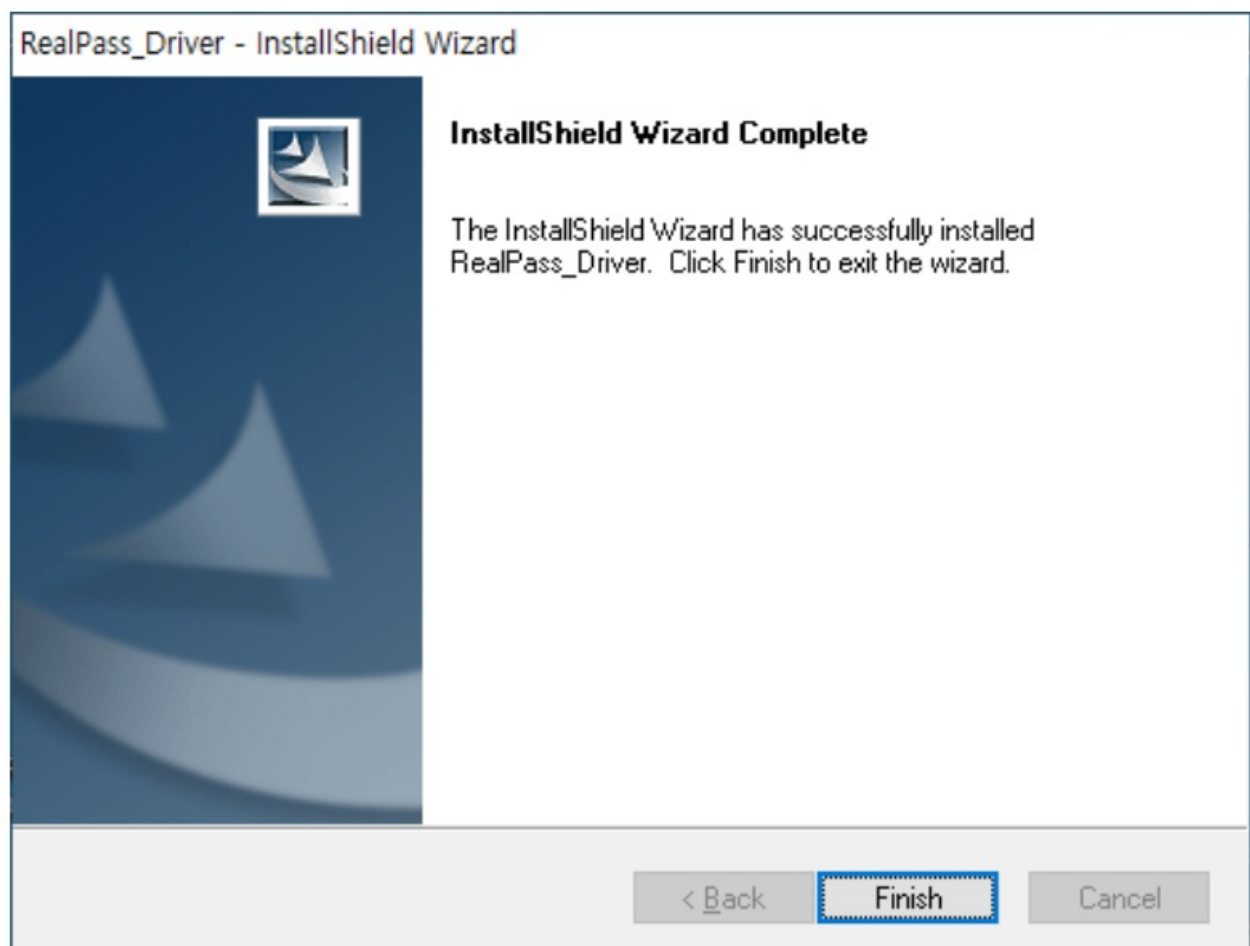 RealPass_Driver - InstallShield Wizard
InstallShield Wizard Complete
The InstallShield Wizard has successfully installed
RealPass_Driver. Click Finish to exit the wizard.
< Back
Finish
Cancel